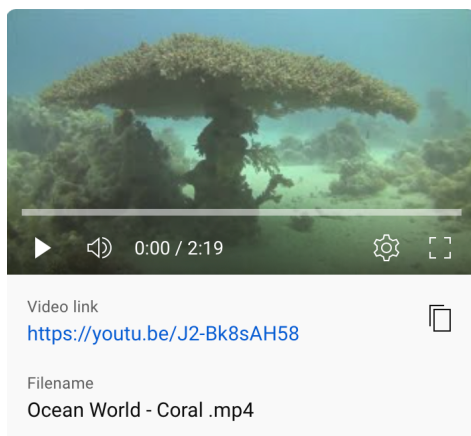 0:00 / 2:19
Video link
https://youtu.be/J2-Bk8sAH58
Filename
Ocean World - Coral .mp4